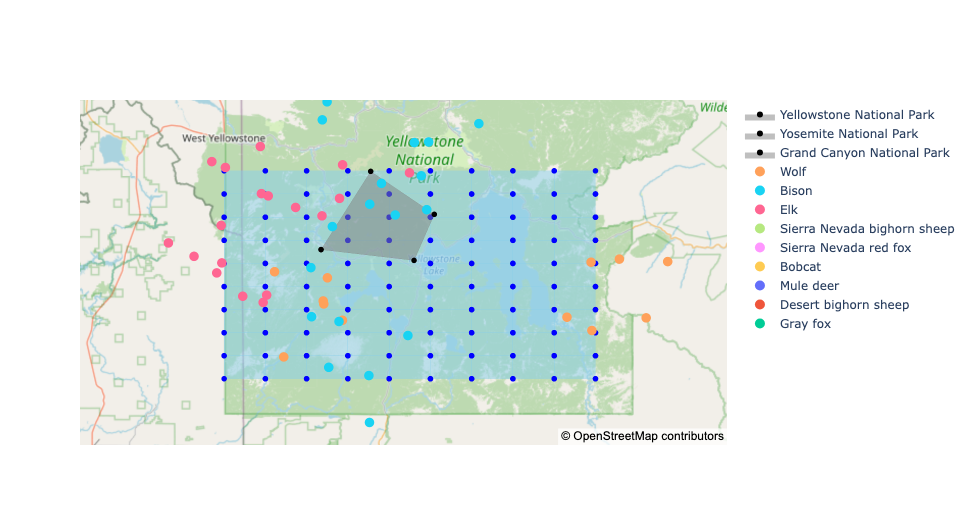 Wilde
West Yellowstone
Yellowstone
National
Park
Yellowstone
Lake
© OpenStreetMap contributors
Yellowstone National Park
Yosemite National Park
Grand Canyon National Park
Wolf
Bison
Elk
Sierra Nevada bighorn sheep
Sierra Nevada red fox
Bobcat
Mule deer
Desert bighorn sheep
Gray fox